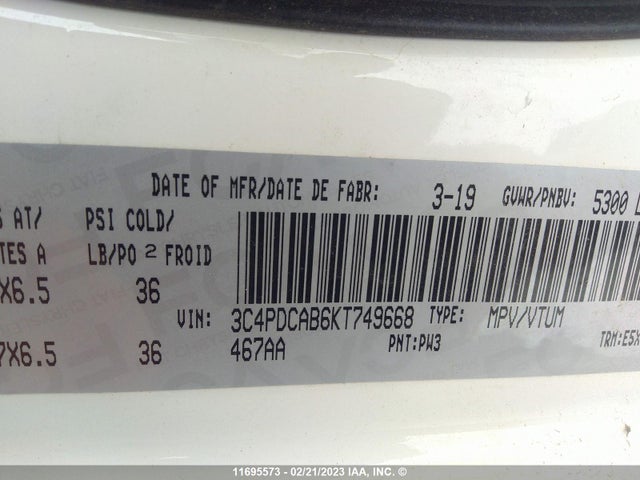 DATE OF MFR/DATE DE FABR: 3-19 GVWR/PNBV: 5300 L
S AT/ PSI COLD/
TES A LB/PO 2 FROID
X6.5 36
VIN: 3C4PDCAB6KT749668 TYPE: MPV/VTUM
7X6.5 36 467AA PNT:PW3 TRM:E5X
11695573 - 02/21/2023 IAA, INC. ©